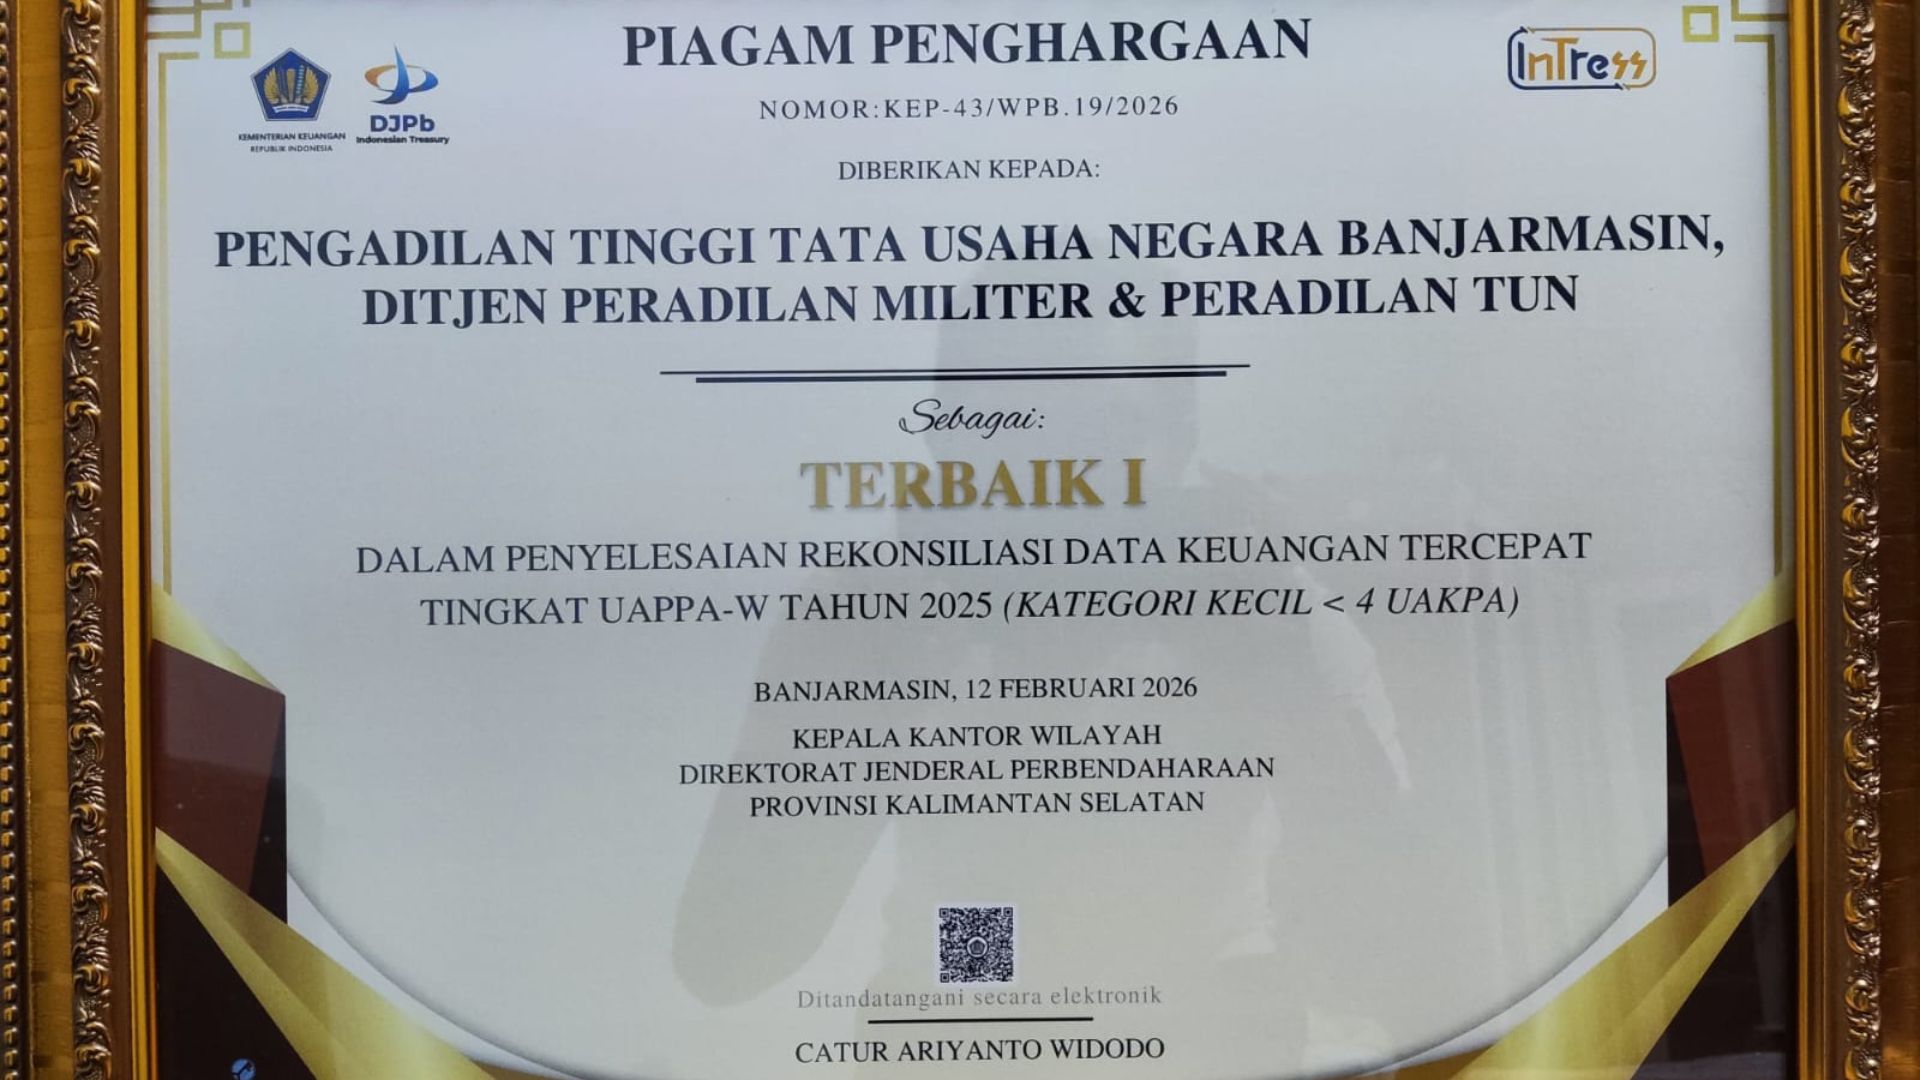 PIAGAM PENGHARGAAN
InTress
NOMOR:KEP-43/WPB.19/2026
KEMENTERIAN KEUANGAN
REPUBLIK INDONESIA
DJPb
Indonesian Treasury
DIBERIKAN KEPADA:
PENGADILAN TINGGI TATA USAHA NEGARA BANJARMASIN,
DITJEN PERADILAN MILITER & PERADILAN TUN
Sebagai:
TERBAIK I
DALAM PENYELESAIAN REKONSILIASI DATA KEUANGAN TERCEPAT
TINGKAT UAPPA-W TAHUN 2025 (KATEGORI KECIL < 4 UAKPA)
BANJARMASIN, 12 FEBRUARI 2026
KEPALA KANTOR WILAYAH
DIREKTORAT JENDERAL PERBENDAHARAAN
PROVINSI KALIMANTAN SELATAN
Ditandatangani secara elektronik
CATUR ARIYANTO WIDODO